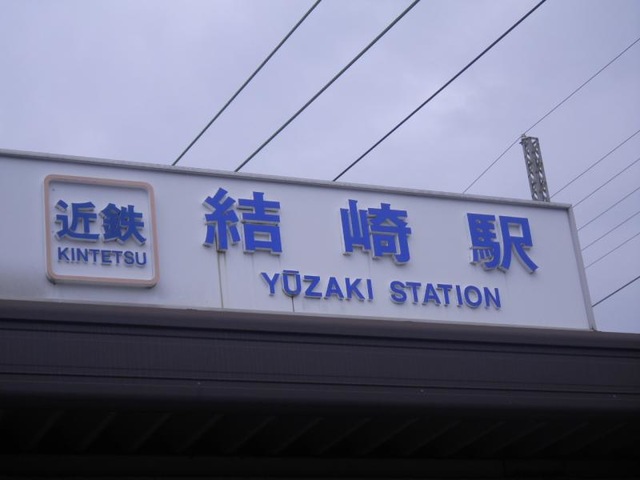 近鉄
KINTETSU
結崎駅
YŪZAKI STATION